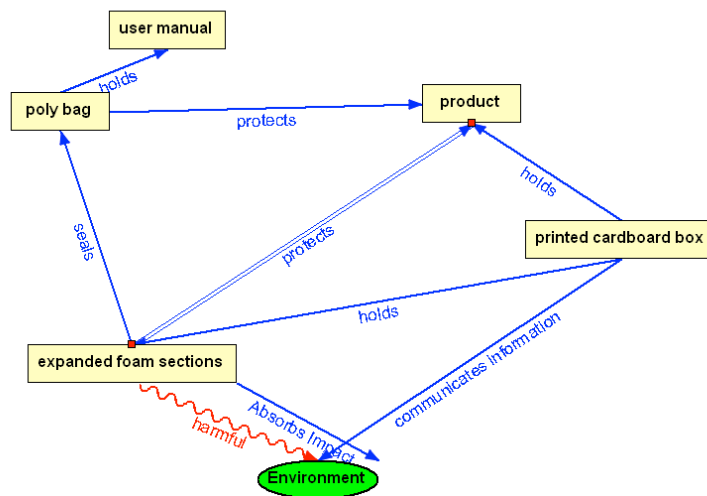 user manual
holds
poly bag
protects
product
holds
seals
protects
printed cardboard box
holds
communicates information
expanded foam sections
harmful
Absorbs Impact
Environment